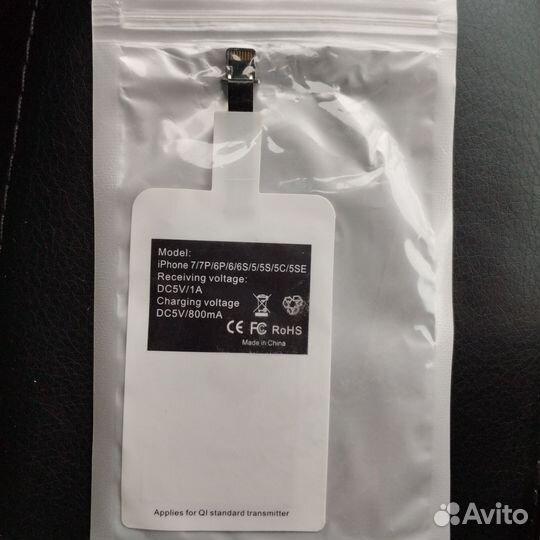 Model:
iPhone 7/7P/6P/6/6S/5/5S/5C/5SE
Receiving voltage:
DC5V/1A
Charging voltage
DC5V/800mA
CE FC RoHS
Made in China
Applies for QI standard transmitter
Avito